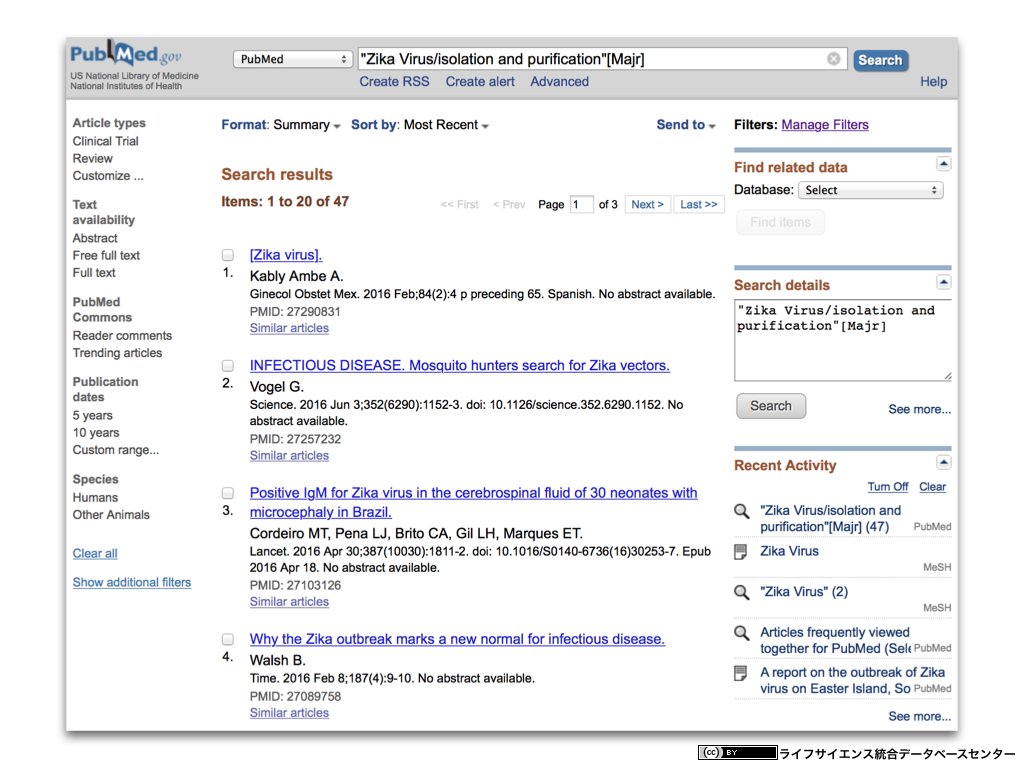 PubMed.gov
US National Library of Medicine
National Institutes of Health
PubMed
"Zika Virus/isolation and purification"[Majr]
Search
Create RSS Create alert Advanced
Help
Article types
Clinical Trial
Review
Customize ...
Text
availability
Abstract
Free full text
Full text
PubMed
Commons
Reader comments
Trending articles
Publication
dates
5 years
10 years
Custom range...
Species
Humans
Other Animals
Clear all
Show additional filters
Format: Summary Sort by: Most Recent
Send to
Search results
Items: 1 to 20 of 47
<< First < Prev Page 1 of 3 Next > Last >>
[Zika virus].
1. Kably Ambe A.
Ginecol Obstet Mex. 2016 Feb;84(2):4 p preceding 65. Spanish. No abstract available.
PMID: 27290831
Similar articles
INFECTIOUS DISEASE. Mosquito hunters search for Zika vectors.
2. Vogel G.
Science. 2016 Jun 3;352(6290):1152-3. doi: 10.1126/science.352.6290.1152. No
abstract available.
PMID: 27257232
Similar articles
Positive IgM for Zika virus in the cerebrospinal fluid of 30 neonates with
3. microcephaly in Brazil.
Cordeiro MT, Pena LJ, Brito CA, Gil LH, Marques ET.
Lancet. 2016 Apr 30;387(10030):1811-2. doi: 10.1016/S0140-6736(16)30253-7. Epub
2016 Apr 18. No abstract available.
PMID: 27103126
Similar articles
Why the Zika outbreak marks a new normal for infectious disease.
4. Walsh B.
Time. 2016 Feb 8;187(4):9-10. No abstract available.
PMID: 27089758
Similar articles
Filters: Manage Filters
Find related data
Database: Select
Find items
Search details
"Zika Virus/isolation and
purification"[Majr]
Search
See more...
Recent Activity
Turn Off Clear
"Zika Virus/isolation and
purification"[Majr] (47) PubMed
Zika Virus
MeSH
"Zika Virus" (2)
MeSH
Articles frequently viewed
together for PubMed (Sele PubMed
A report on the outbreak of Zika
virus on Easter Island, So PubMed
See more...
(cc) BY ライフサイエンス統合データベースセンター